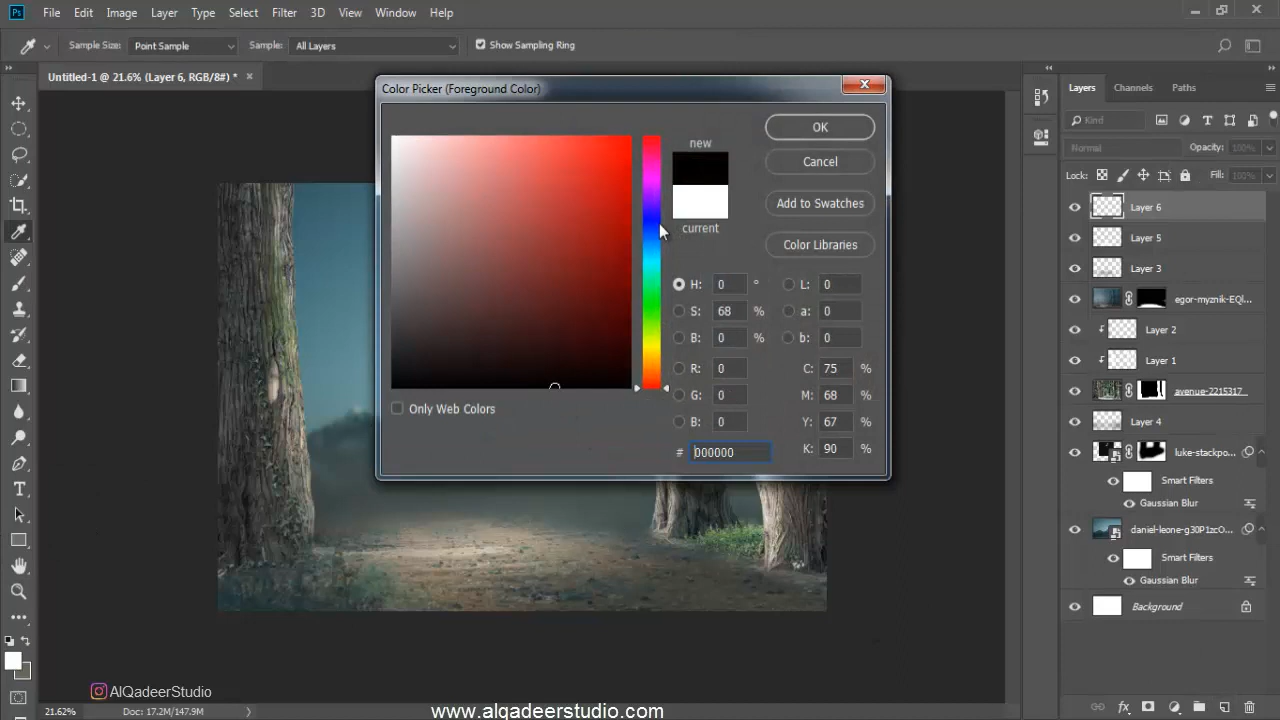 Ps File Edit Image Layer Type Select Filter 3D View Window Help
Sample Size: Point Sample Sample: All Layers Show Sampling Ring
Untitled-1 @ 21.6% (Layer 6, RGB/8#) *
Color Picker (Foreground Color)
new
current
OK
Cancel
Add to Swatches
Color Libraries
H: 0 ° L: 0
S: 68 % a: 0
B: 0 % b: 0
R: 0 C: 75 %
G: 0 M: 68 %
B: 0 Y: 67 %
# 000000 K: 90 %
Only Web Colors
Layers Channels Paths
Kind
Normal Opacity: 100%
Lock: Fill: 100%
Layer 6
Layer 5
Layer 3
egor-myznik-EQl...
Layer 2
Layer 1
avenue-2215317
Layer 4
luke-stackpo...
Smart Filters
Gaussian Blur
daniel-leone-g30P1zcO...
Smart Filters
Gaussian Blur
Background
AlQadeerStudio
21.62% Doc: 17.2M/147.9M
www.alqadeerstudio.com